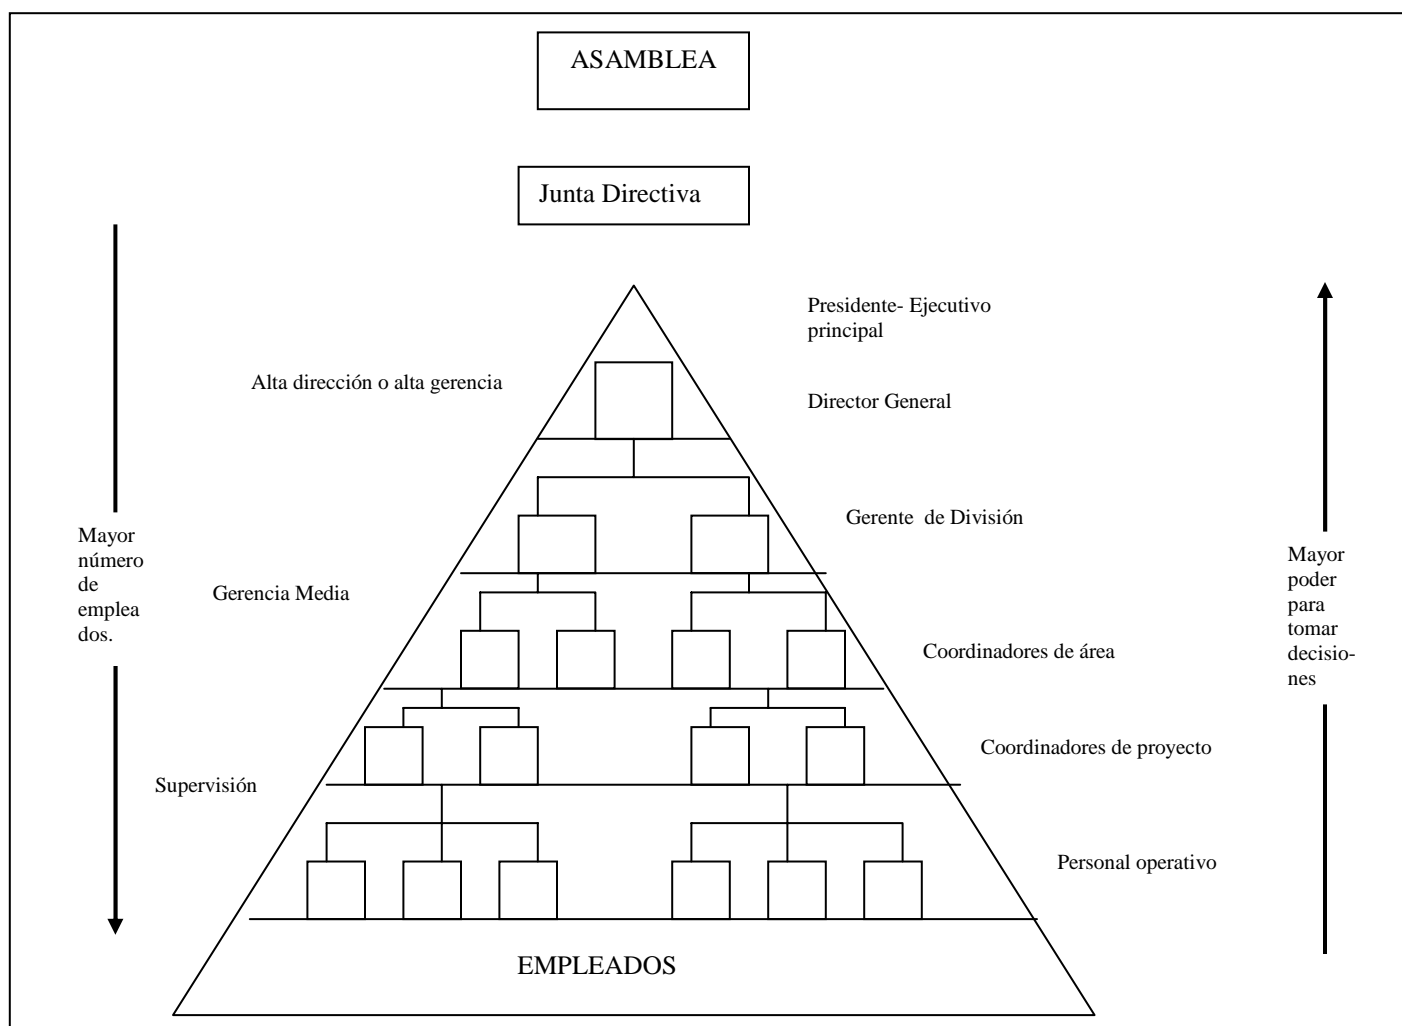 ASAMBLEA
Junta Directiva
Presidente- Ejecutivo
principal
Alta dirección o alta gerencia
Director General
Gerente  de División
Mayor
número
de
emplea
dos.
Gerencia Media
Mayor
poder
para
tomar
decisio-
nes
Coordinadores de área
Coordinadores de proyecto
Supervisión
Personal operativo
EMPLEADOS